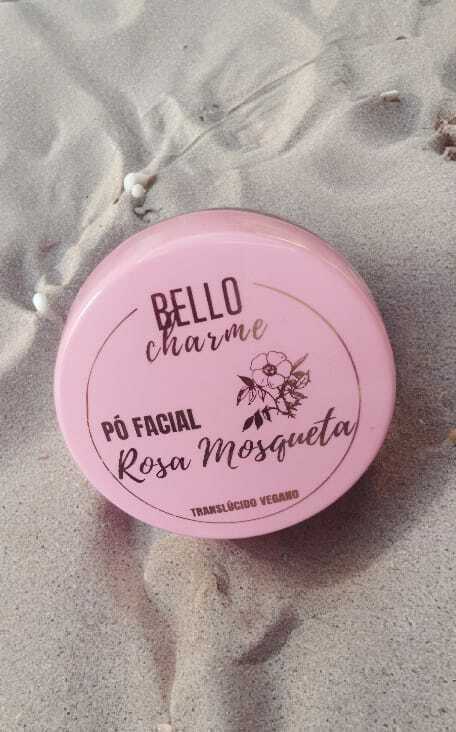 BELLO
charme
PÓ FACIAL
Rosa Mosqueta
TRANSLÚCIDO VEGANO